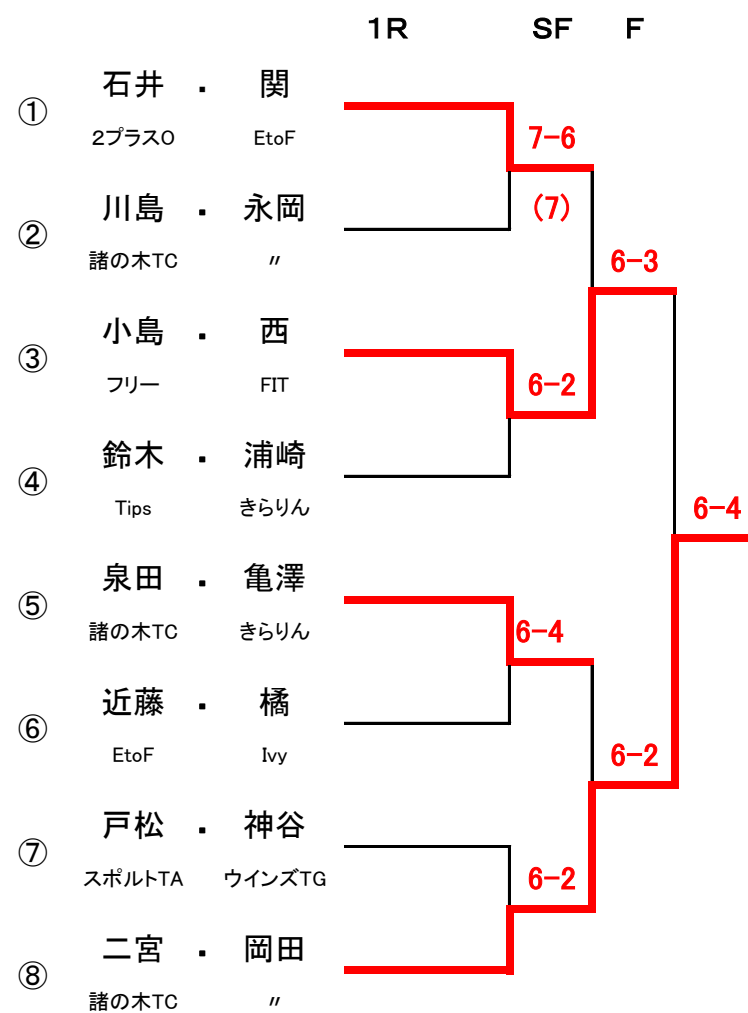 1R SF F
① 石井 ・ 関
2プラスO EtoF
7-6
(7)
② 川島 ・ 永岡
諸の木TC 〃
6-3
③ 小島 ・ 西
フリー FIT
6-2
④ 鈴木 ・ 浦崎
Tips きらりん
6-4
⑤ 泉田 ・ 亀澤
諸の木TC きらりん
6-4
⑥ 近藤 ・ 橘
EtoF Ivy
6-2
⑦ 戸松 ・ 神谷
スポルトTA ウインズTG
6-2
⑧ 二宮 ・ 岡田
諸の木TC 〃